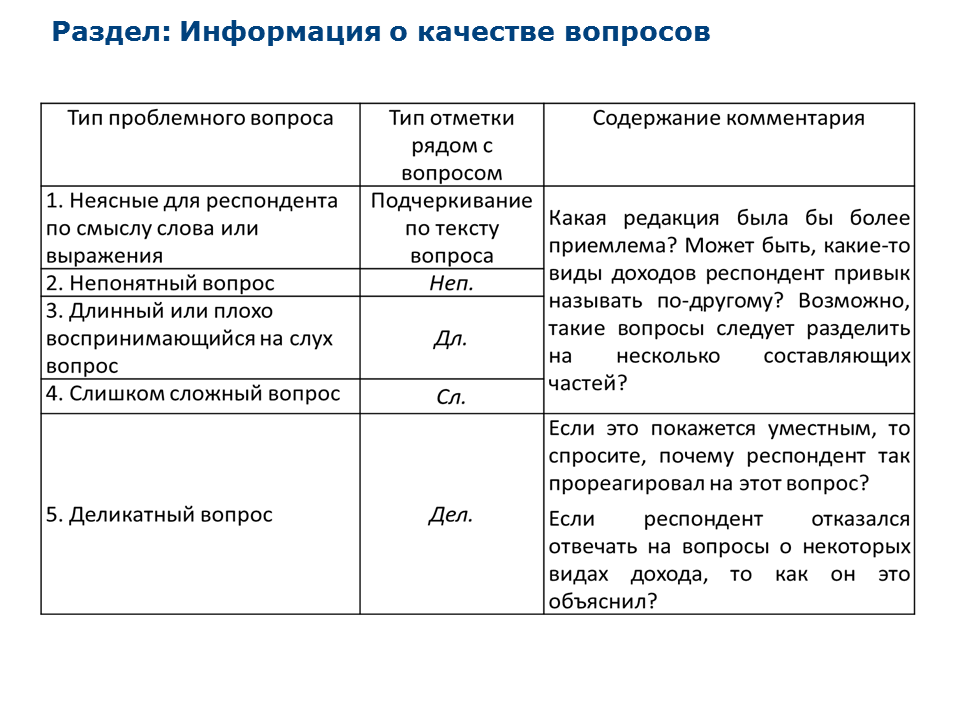 Раздел: Информация о качестве вопросов
Тип проблемного вопроса
Тип отметки
рядом с
вопросом
Содержание комментария
1. Неясные для респондента
по смыслу слова или
выражения
Подчеркивание
по тексту
вопроса
Какая редакция была бы более
приемлема? Может быть, какие-то
виды доходов респондент привык
называть по-другому? Возможно,
такие вопросы следует разделить
на несколько составляющих
частей?
2. Непонятный вопрос
Неп.
3. Длинный или плохо
воспринимающийся на слух
вопрос
Дл.
4. Слишком сложный вопрос
Сл.
5. Деликатный вопрос
Дел.
Если это покажется уместным, то
спросите, почему респондент так
прореагировал на этот вопрос?
Если респондент отказался
отвечать на вопросы о некоторых
видах дохода, то как он это
объяснил?